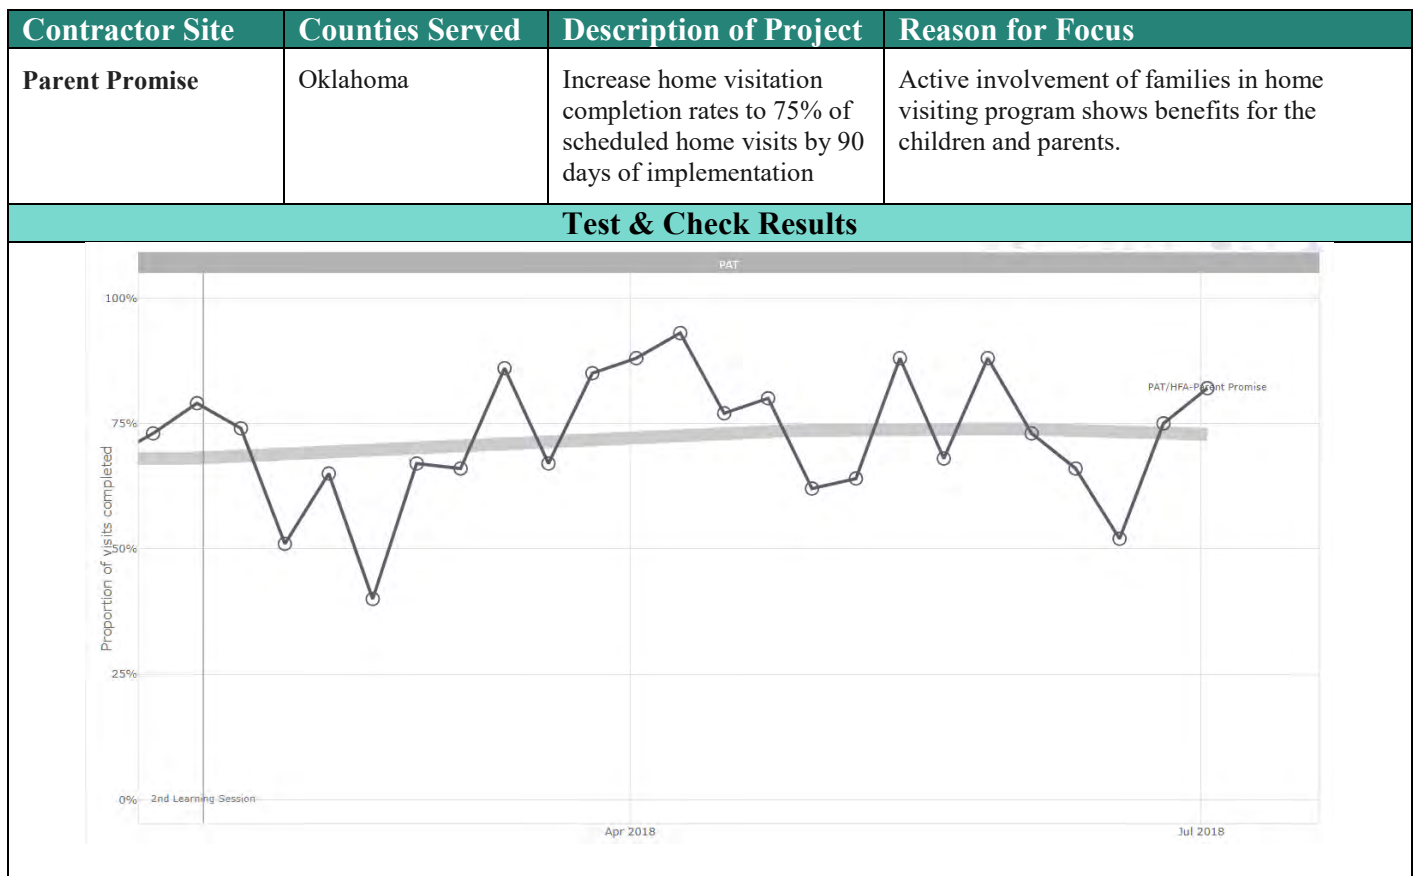 Contractor Site
Counties Served
Description of Project
Reason for Focus
Parent Promise
Oklahoma
Increase home visitation
completion rates to 75% of
scheduled home visits by 90
days of implementation
Active involvement of families in home
visiting program shows benefits for the
children and parents.
Test & Check Results
PAT
100%
75%
50%
25%
0%
Proportion of visits completed
PAT/HFA-Parent Promise
2nd Learning Session
Apr 2018
Jul 2018